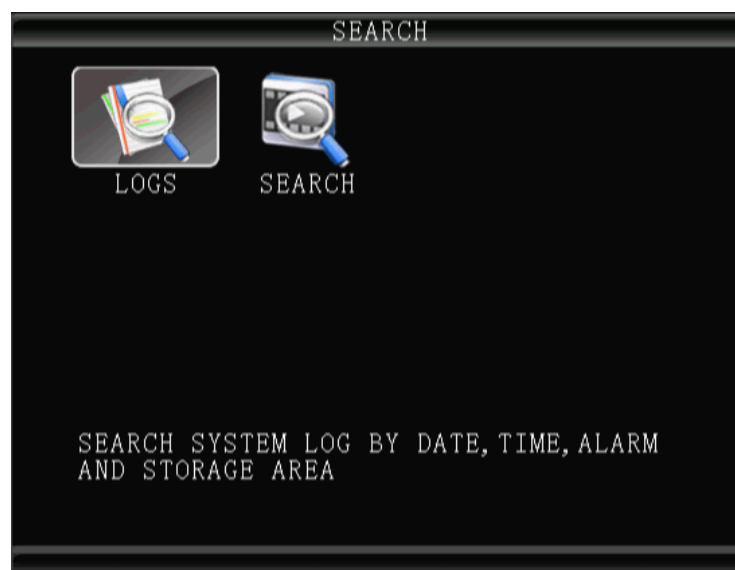 SEARCH
LOGS
SEARCH
SEARCH SYSTEM LOG BY DATE,TIME,ALARM
AND STORAGE AREA